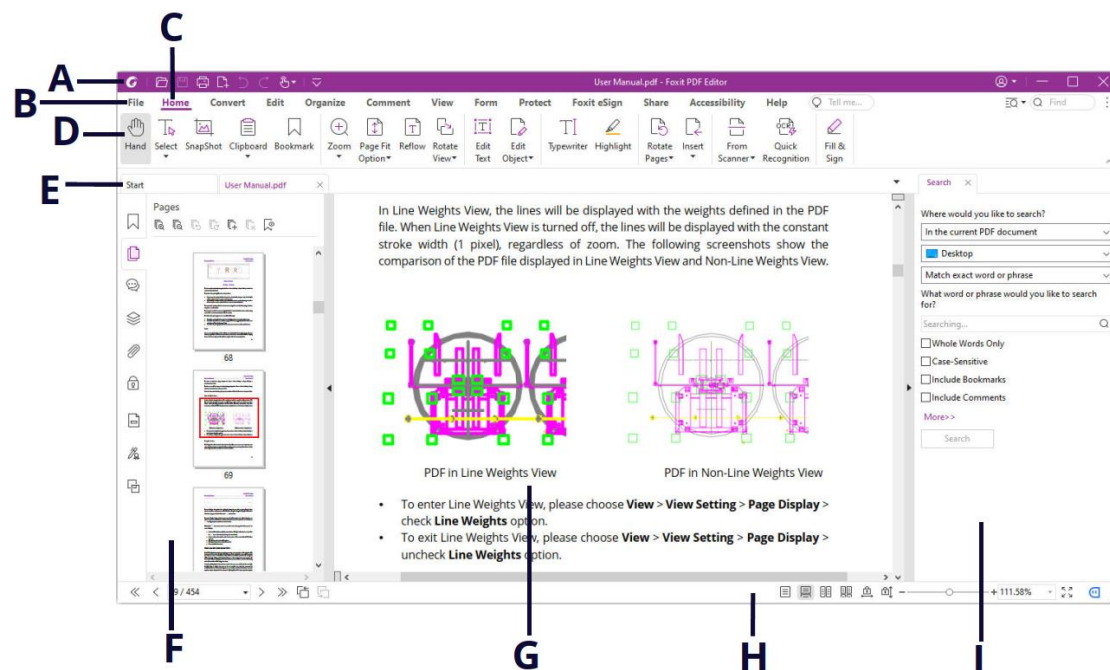 C
A
User Manual.pdf - Foxit PDF Editor
B
File Home Convert Edit Organize Comment View Form Protect Foxit eSign Share Accessibility Help Tell me... Find
D
Hand Select SnapShot Clipboard Bookmark Zoom Page Fit Option Reflow Rotate View Edit Text Edit Object Typewriter Highlight Rotate Pages Insert From Scanner Quick Recognition Fill & Sign
E
Start User Manual.pdf Search
Pages
68
69
In Line Weights View, the lines will be displayed with the weights defined in the PDF
file. When Line Weights View is turned off, the lines will be displayed with the constant
stroke width (1 pixel), regardless of zoom. The following screenshots show the
comparison of the PDF file displayed in Line Weights View and Non-Line Weights View.
PDF in Line Weights View PDF in Non-Line Weights View
• To enter Line Weights View, please choose View > View Setting > Page Display >
check Line Weights option.
• To exit Line Weights View, please choose View > View Setting > Page Display >
uncheck Line Weights option.
Where would you like to search?
In the current PDF document
Desktop
Match exact word or phrase
What word or phrase would you like to search
for?
Searching...
Whole Words Only
Case-Sensitive
Include Bookmarks
Include Comments
More>>
Search
/ 454 111.58%
F
G
H
I